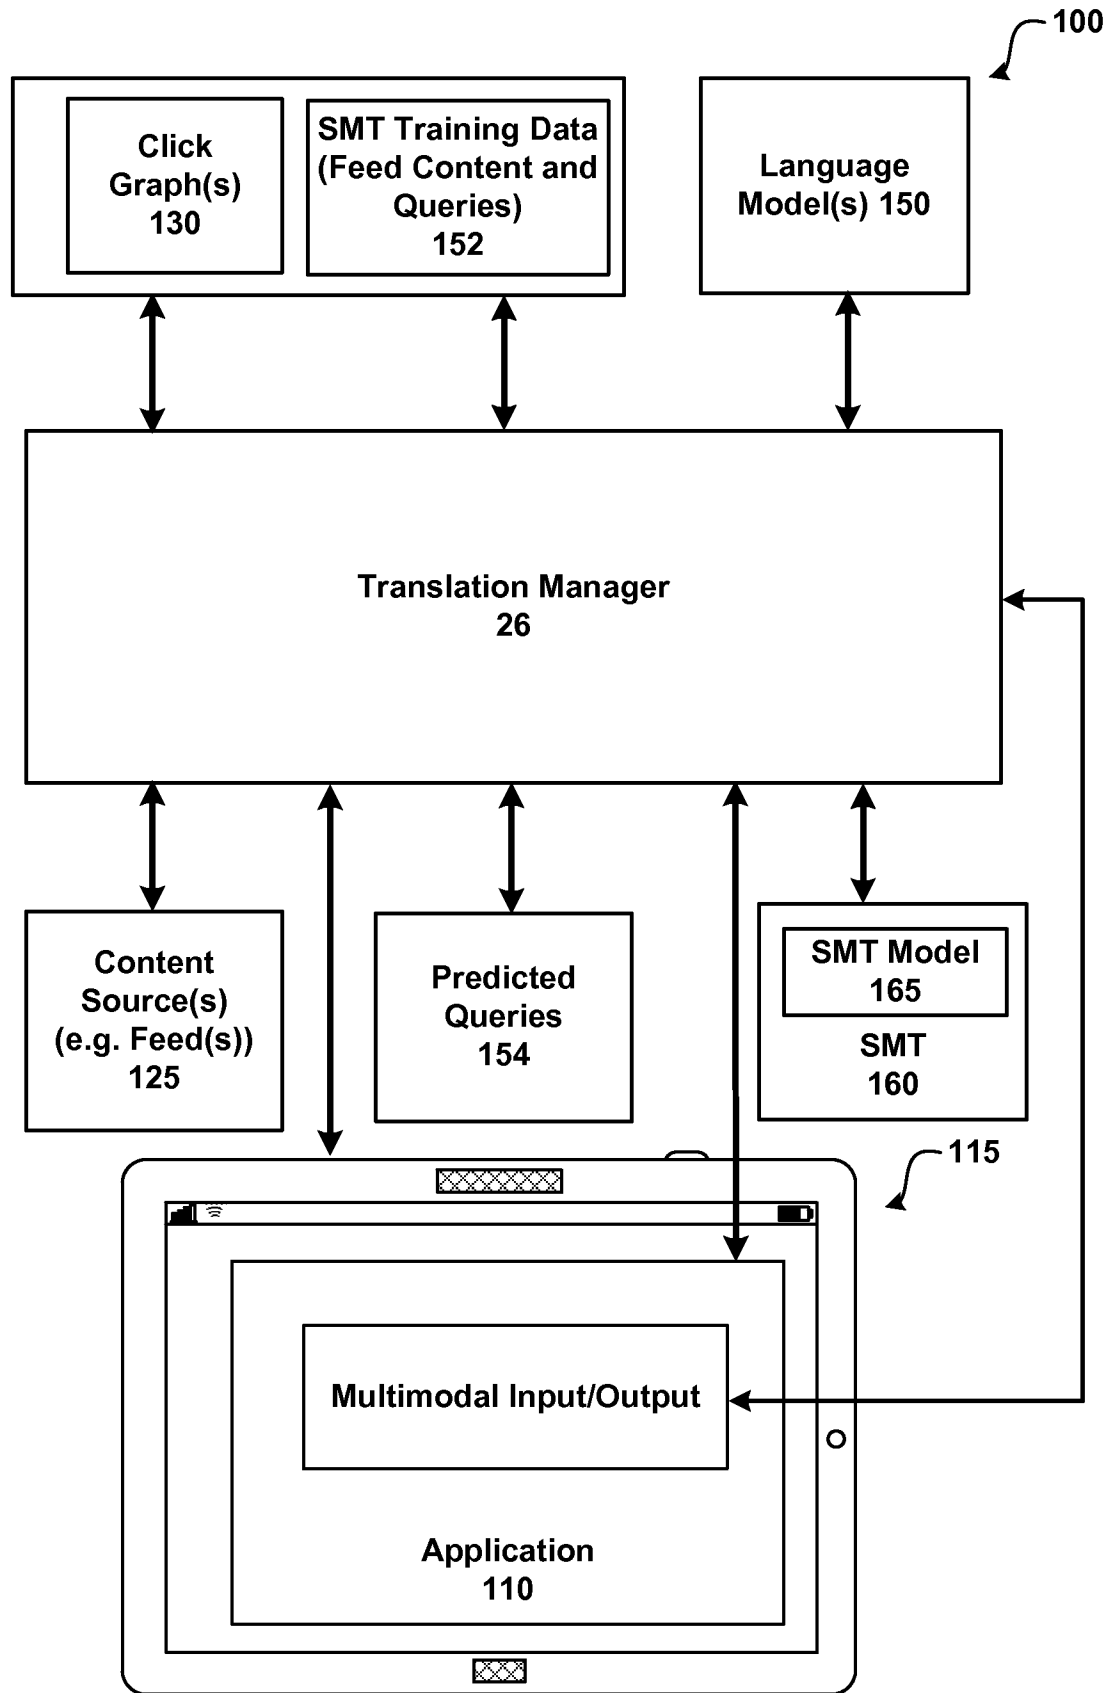 100
Click
Graph(s)
130
SMT Training Data
(Feed Content and
Queries)
152
Language
Model(s) 150
Translation Manager
26
Content
Source(s)
(e.g. Feed(s))
125
Predicted
Queries
154
SMT Model
165
SMT
160
115
Multimodal Input/Output
Application
110